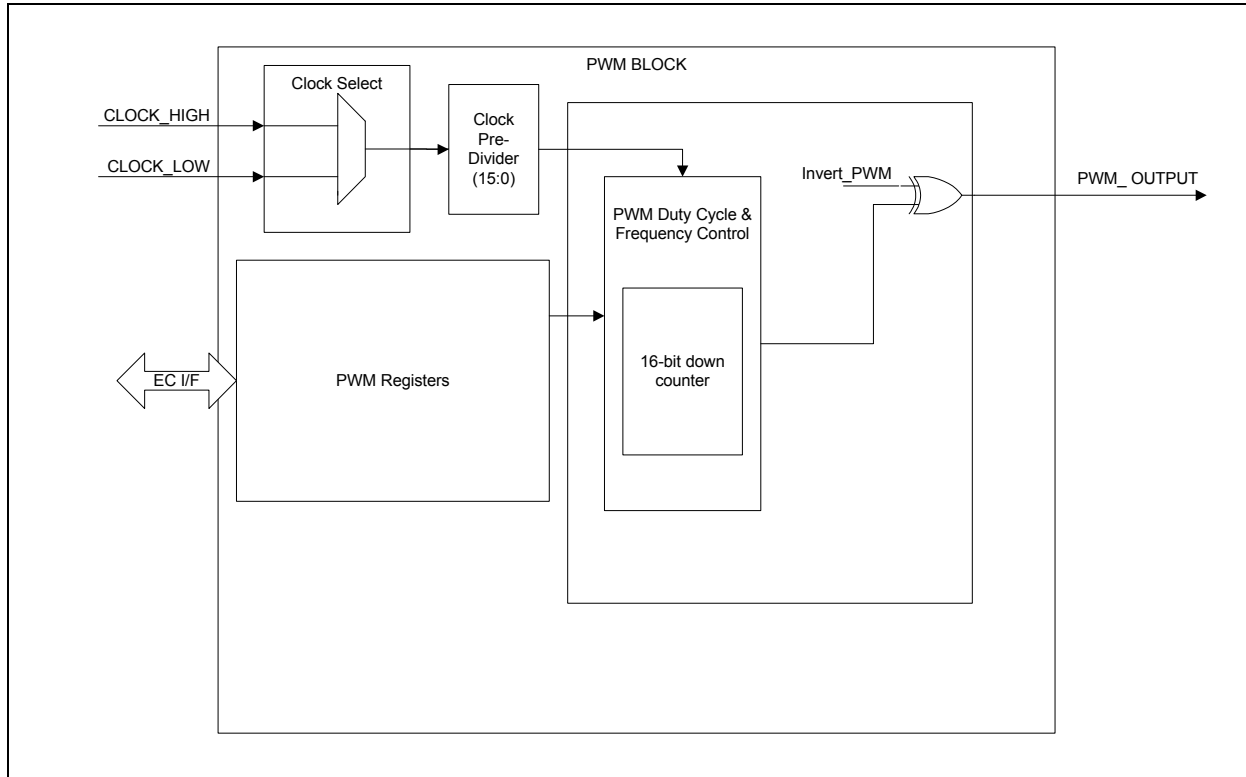 PWM BLOCK
Clock Select
CLOCK_HIGH
CLOCK_LOW
Clock
Pre-
Divider
(15:0)
Invert_PWM
PWM_ OUTPUT
PWM Duty Cycle &
Frequency Control
16-bit down
counter
PWM Registers
EC I/F